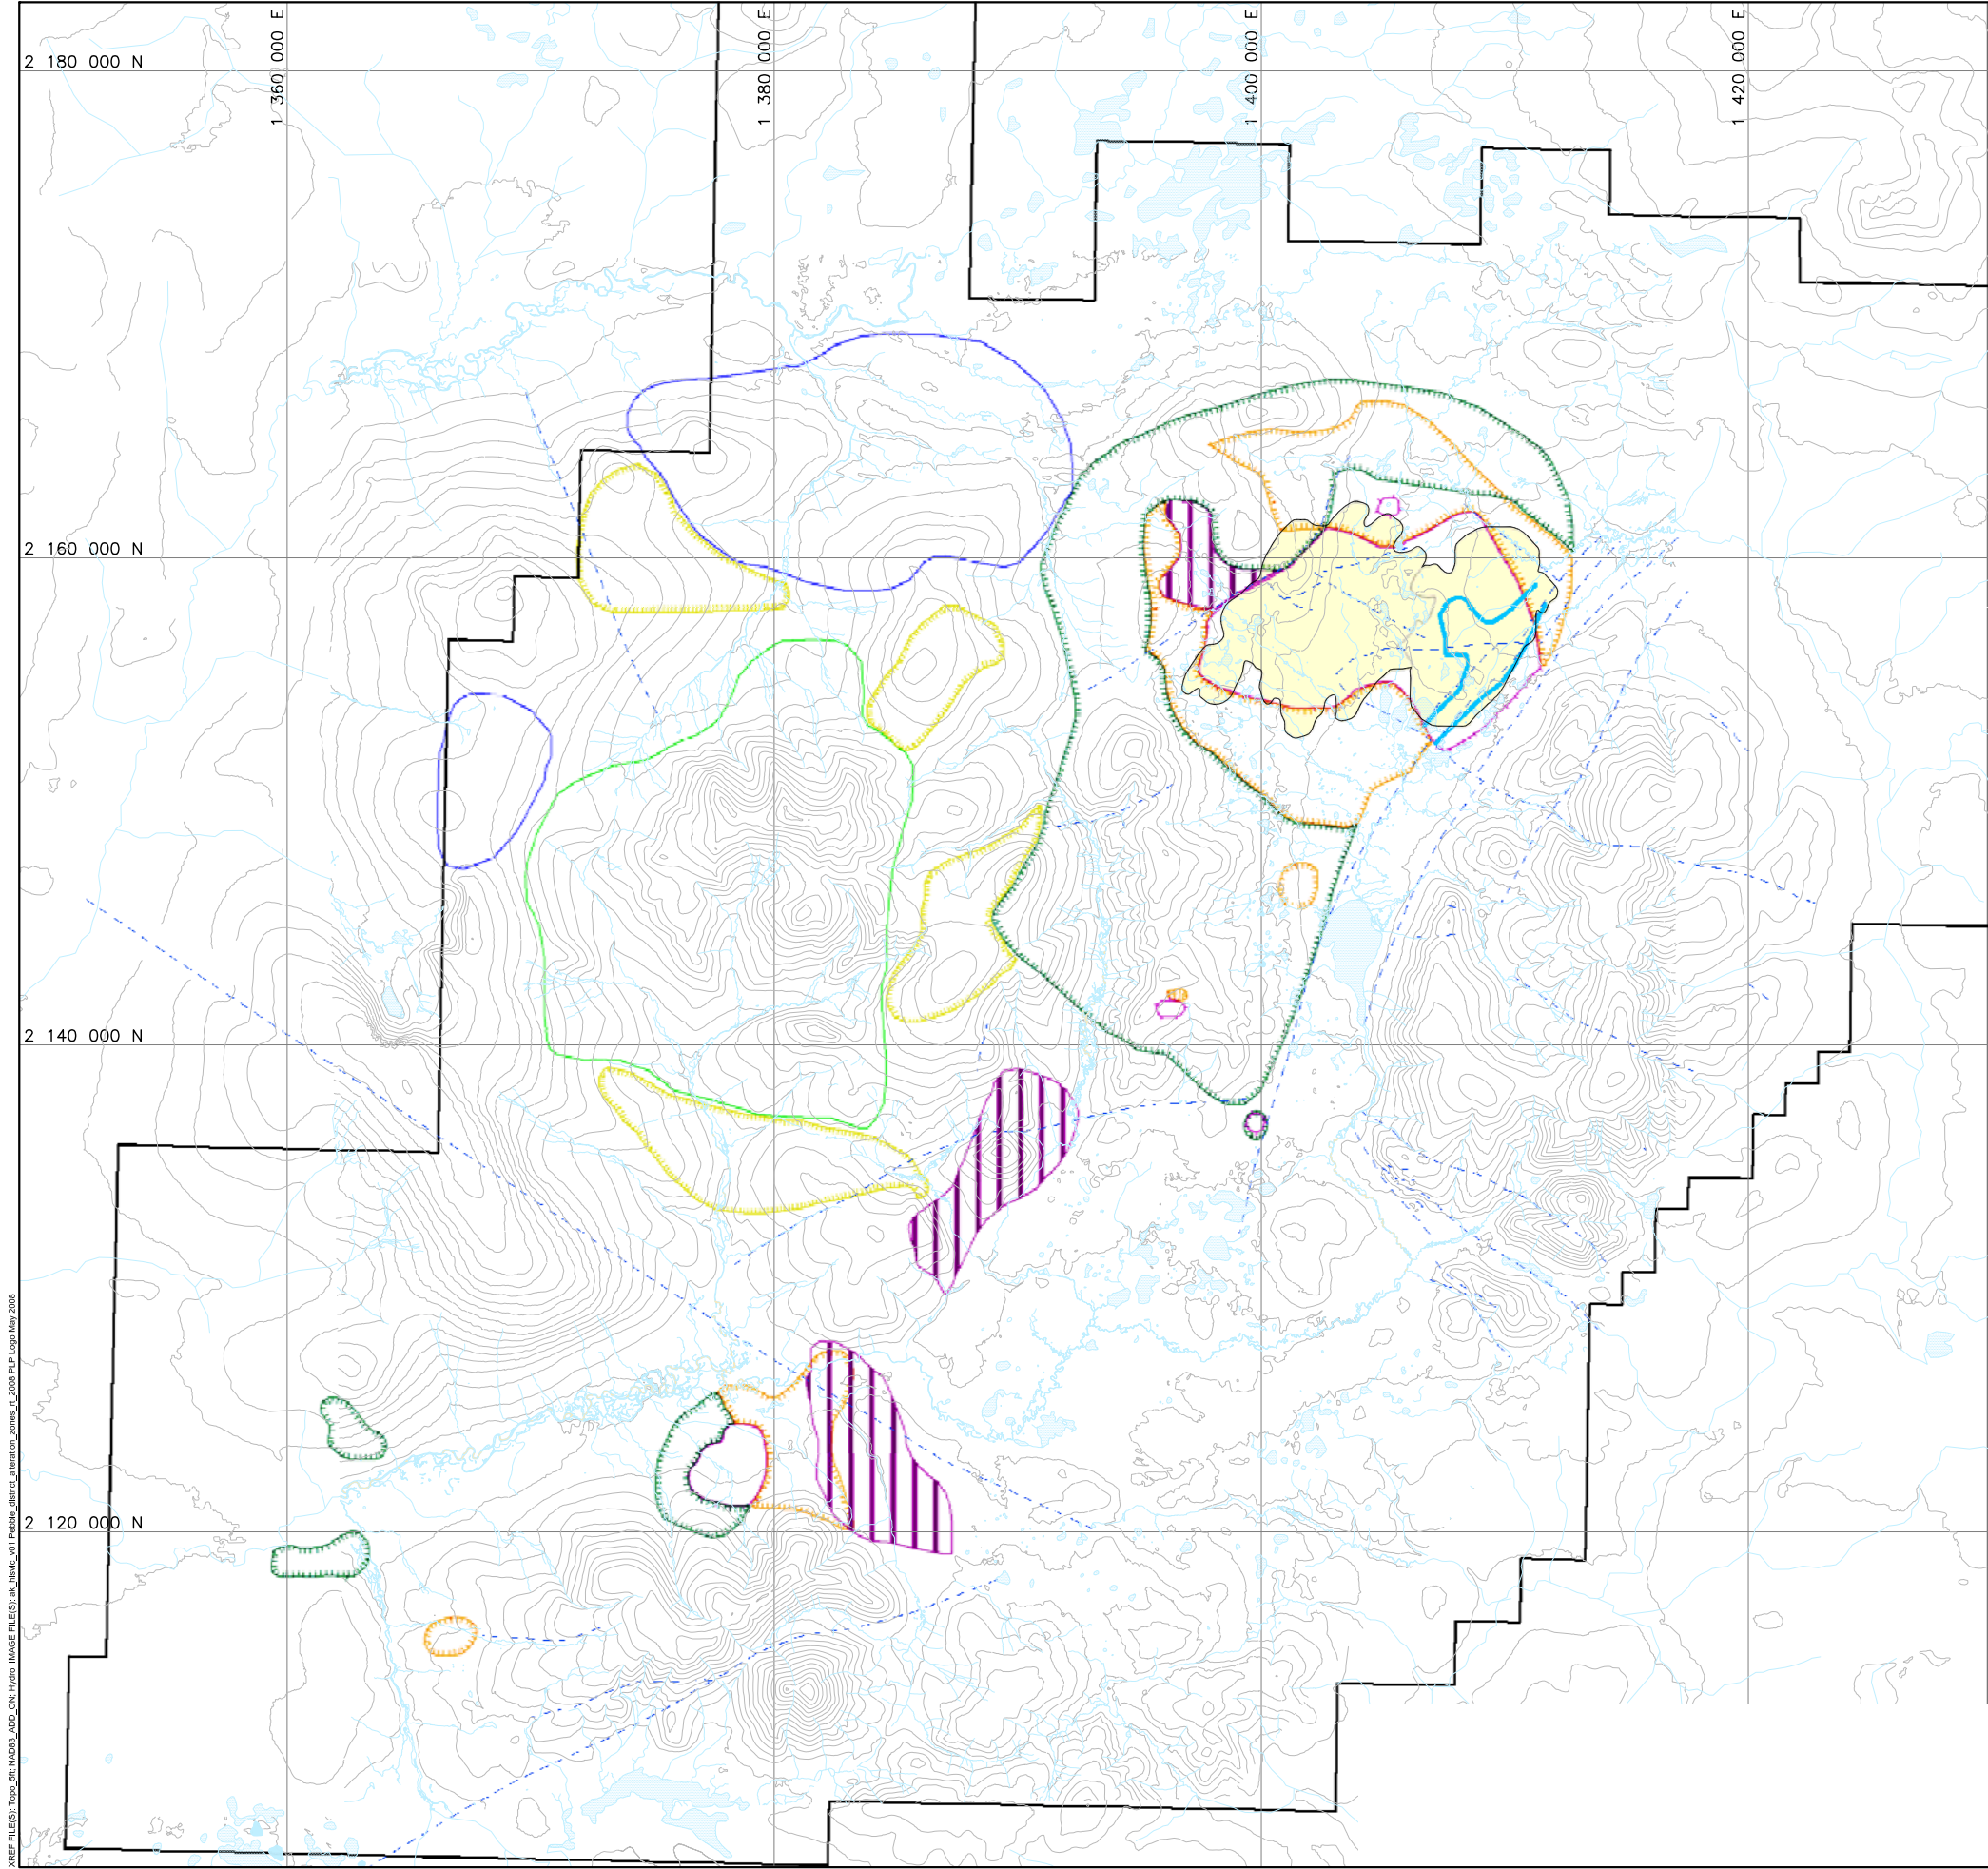 1 360 000 E
1 380 000 E
1 400 000 E
1 420 000 E
2 180 000 N
2 160 000 N
2 140 000 N
2 120 000 N
XREF FILE(S): Topo_5ft; NAD83_ADD_ON; Hydro IMAGE FILE(S): ak_hlsvic_v01 Pebble_district_alteration_zones_rt_2008 PLP Logo May 2008